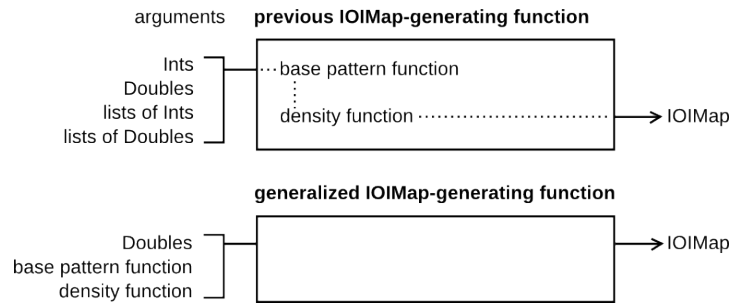 arguments previous IOIMap-generating function
Ints
Doubles
lists of Ints
lists of Doubles
base pattern function
density function
IOIMap
generalized IOIMap-generating function
Doubles
base pattern function
density function
IOIMap